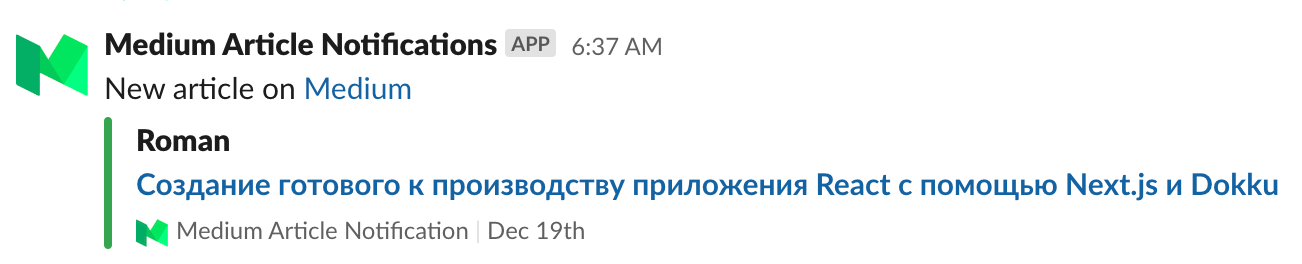 Medium Article Notifications APP 6:37 AM
New article on Medium
Roman
Создание готового к производству приложения React с помощью Next.js и Dokku
Medium Article Notification | Dec 19th